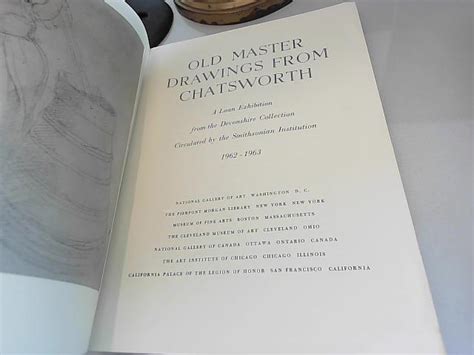 OLD MASTER
DRAWINGS FROM
CHATSWORTH
A Loan Exhibition
from the Devonshire Collection
Circulated by the Smithsonian Institution
1962-1963
NATIONAL GALLERY OF ART WASHINGTON D. C.
THE PIERPONT MORGAN LIBRARY NEW YORK NEW YORK
MUSEUM OF FINE ARTS BOSTON MASSACHUSETTS
THE CLEVELAND MUSEUM OF ART CLEVELAND OHIO
NATIONAL GALLERY OF CANADA OTTAWA ONTARIO CANADA
THE ART INSTITUTE OF CHICAGO CHICAGO ILLINOIS
CALIFORNIA PALACE OF THE LEGION OF HONOR SAN FRANCISCO CALIFORNIA